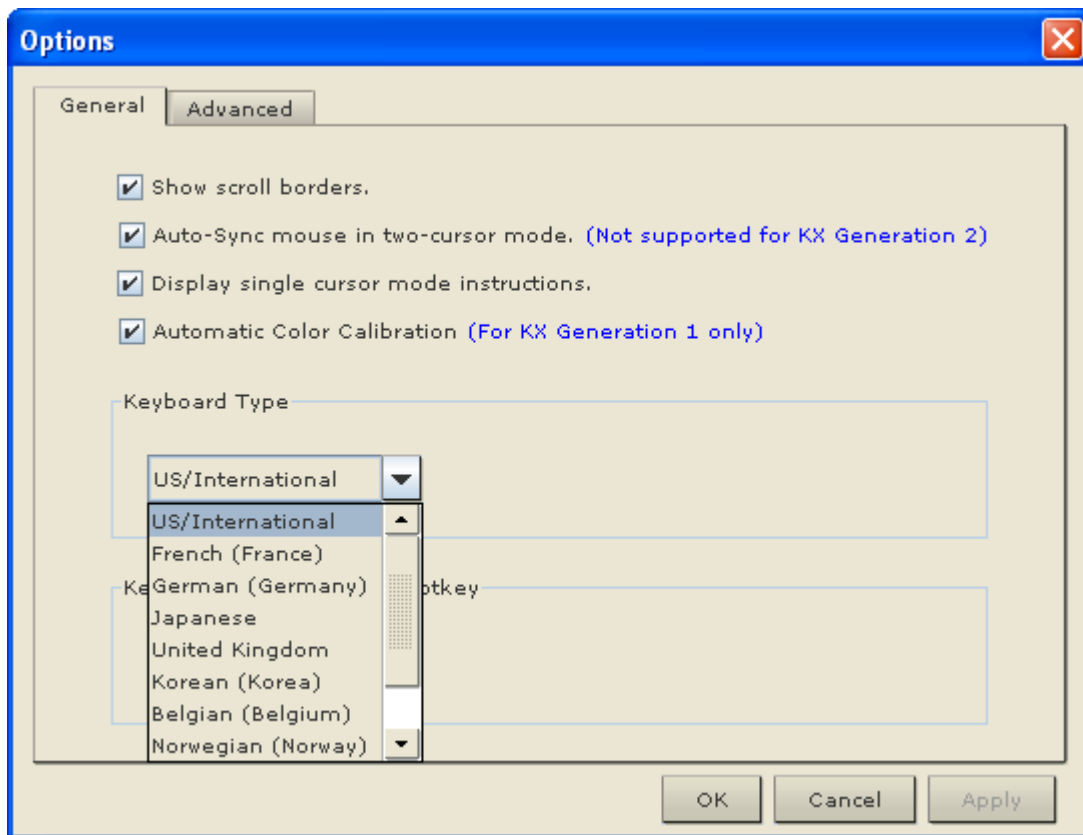 Options
General Advanced
Show scroll borders.
Auto-Sync mouse in two-cursor mode. (Not supported for KX Generation 2)
Display single cursor mode instructions.
Automatic Color Calibration (For KX Generation 1 only)
Keyboard Type
US/International
US/International
French (France)
German (Germany)
Japanese
United Kingdom
Korean (Korea)
Belgian (Belgium)
Norwegian (Norway)
OK Cancel Apply